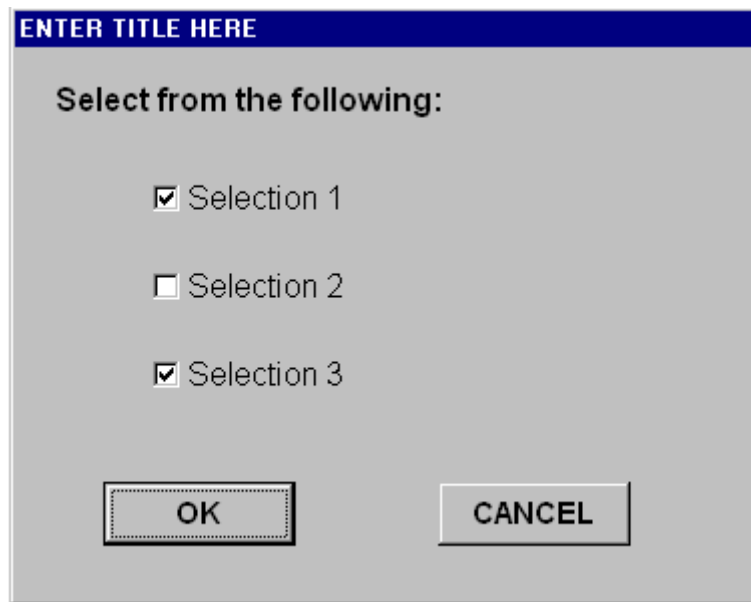 ENTER TITLE HERE
Select from the following:
Selection 1
Selection 2
Selection 3
OK CANCEL